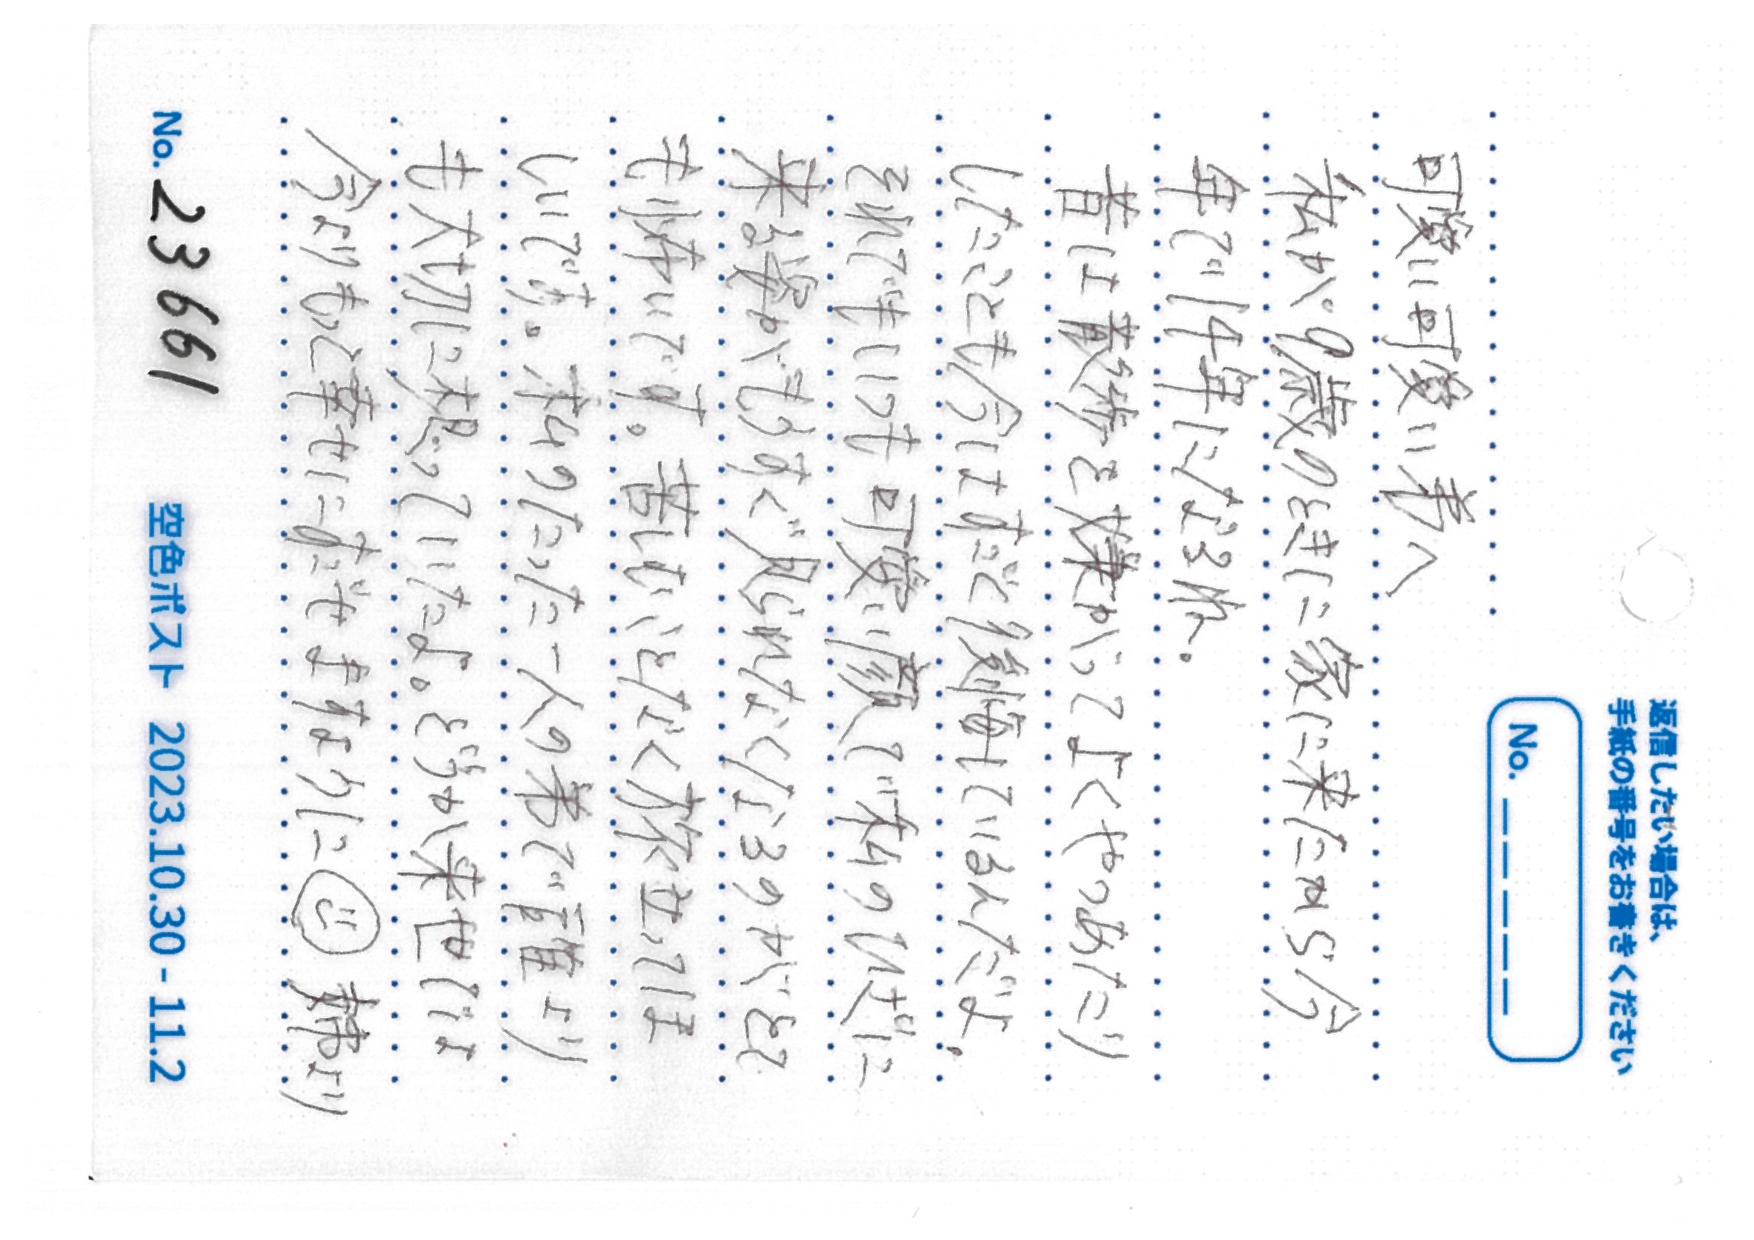 返信したい場合は、
手紙の番号をお書きください
No. _ _ _ _ _
可愛い可愛い弟へ
私が9歳のときに家に来たから今
年で14年になるね。
昔は散歩を嫌がってよくやつあたり
したことも今はすごく後悔しているんだよ。
それでもいつも可愛い顔で私のひざに
来る姿がもうすぐ見られなくなるのがとて
も怖いです。苦しむことなく旅立ってほ
しいです。私のたった一人の弟で誰より
も大切に想っていたよ。どうか来世では
今よりもっと幸せにすごせますように☺ 姉より
No. 23661 空色ポスト 2023.10.30 - 11.2